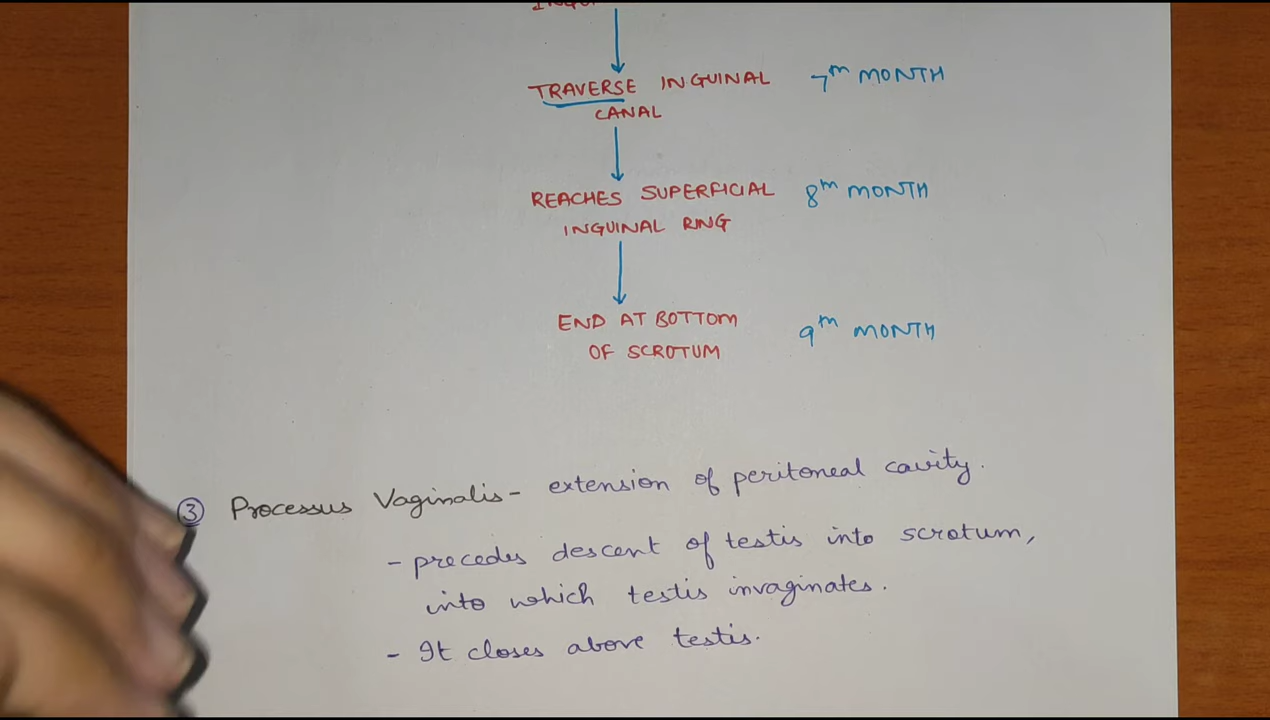 TRAVERSE INGUINAL 7th MONTH
CANAL
REACHES SUPERFICIAL 8th MONTH
INGUINAL RING
END AT BOTTOM
OF SCROTUM 9th MONTH
③ Processus Vaginalis - extension of peritoneal cavity.
- precedes descent of testis into scrotum,
into which testis invaginates.
- It closes above testis.